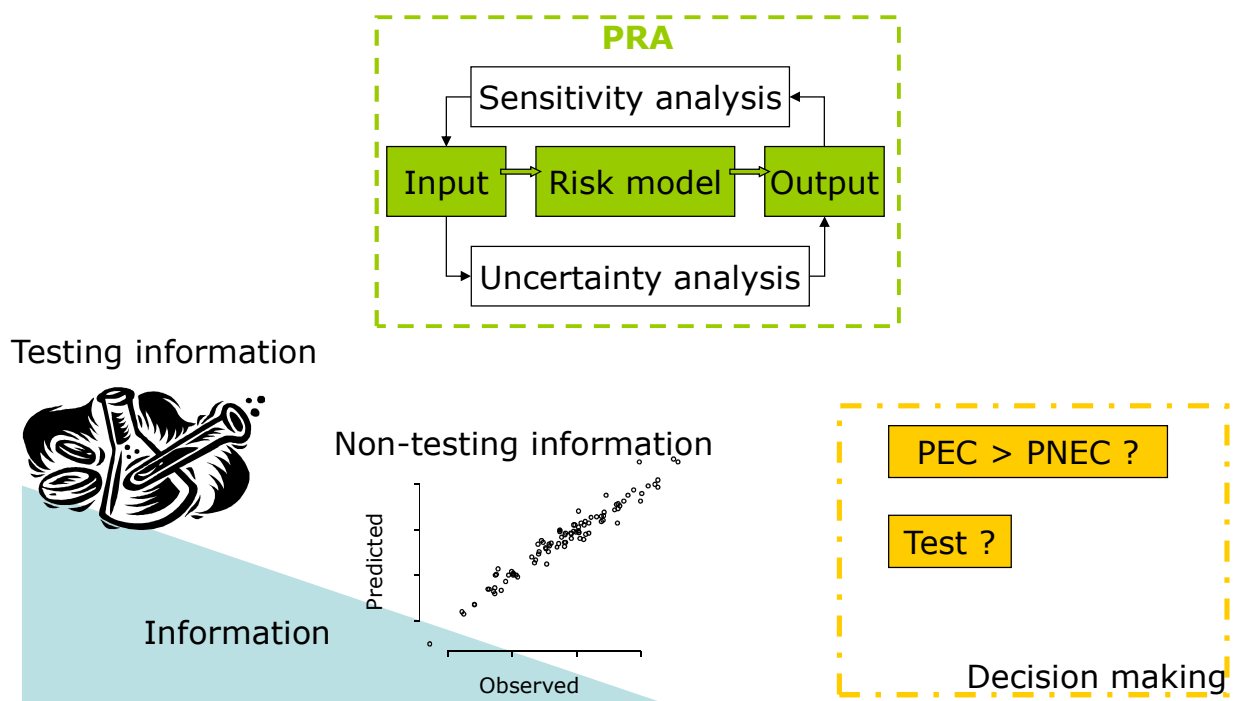 PRA
Sensitivity analysis
Input
Risk model
Output
Uncertainty analysis
Testing information
Non-testing information
Predicted
Observed
Information
PEC > PNEC ?
Test ?
Decision making